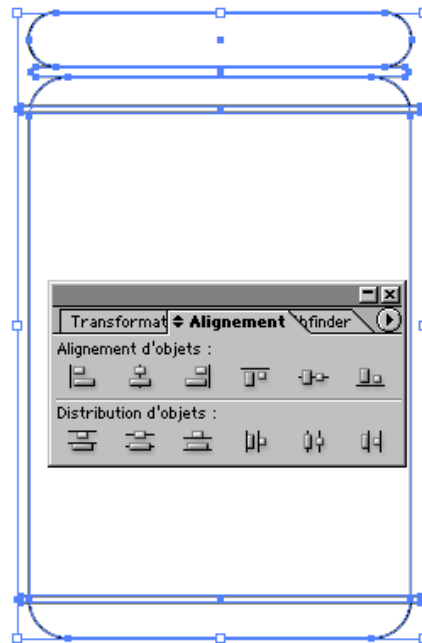 Transformat Alignement hfinder
Alignement d'objets :
Distribution d'objets :